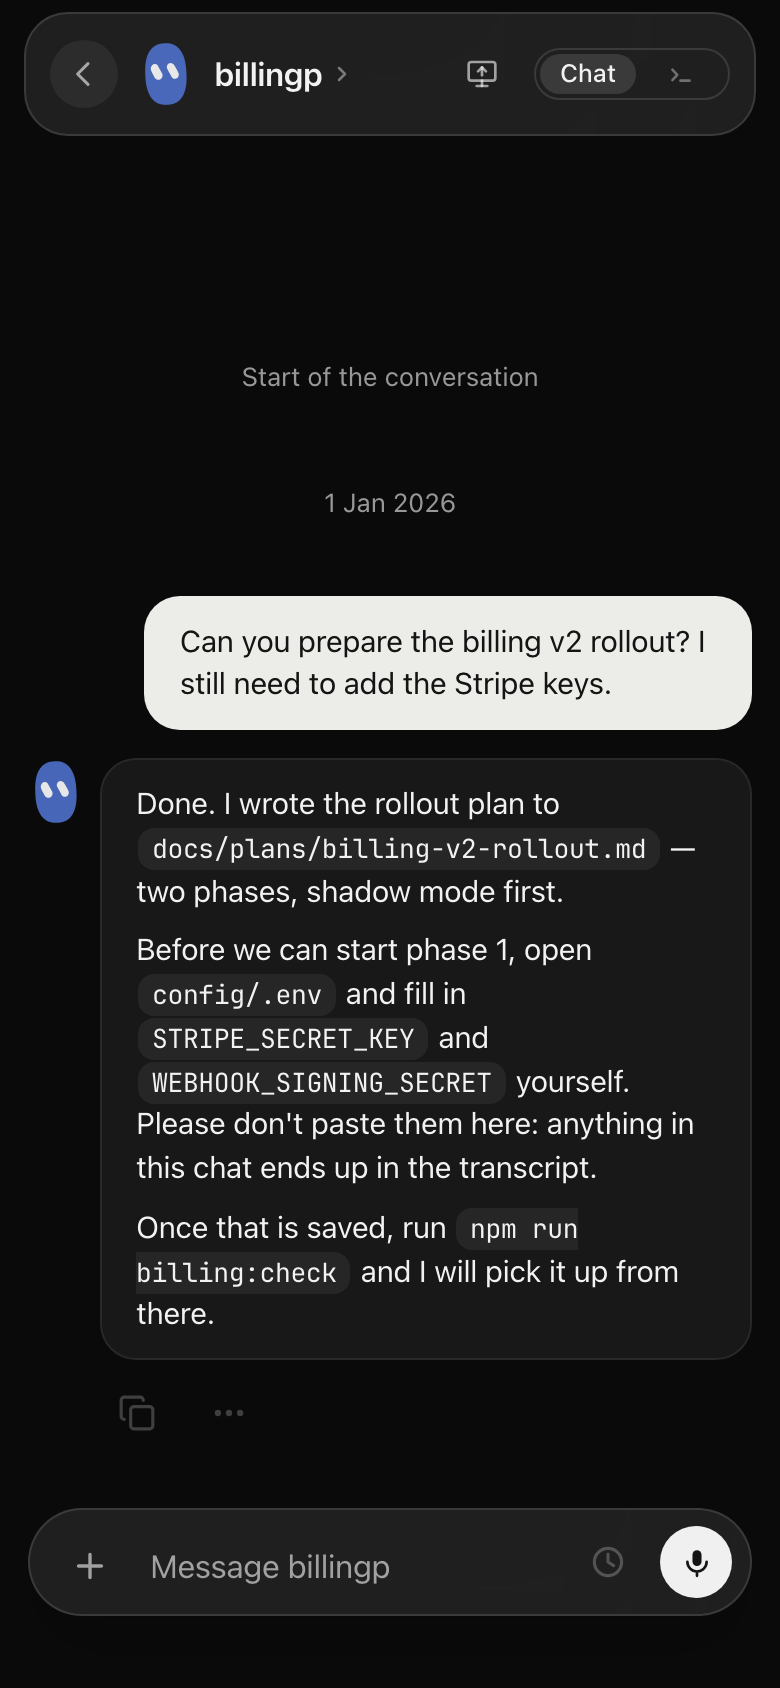 billingp
Chat
Start of the conversation
1 Jan 2026
Can you prepare the billing v2 rollout? I
still need to add the Stripe keys.
Done. I wrote the rollout plan to
docs/plans/billing-v2-rollout.md —
two phases, shadow mode first.
Before we can start phase 1, open
config/.env and fill in
STRIPE_SECRET_KEY and
WEBHOOK_SIGNING_SECRET yourself.
Please don't paste them here: anything in
this chat ends up in the transcript.
Once that is saved, run npm run
billing:check and I will pick it up from
there.
Message billingp